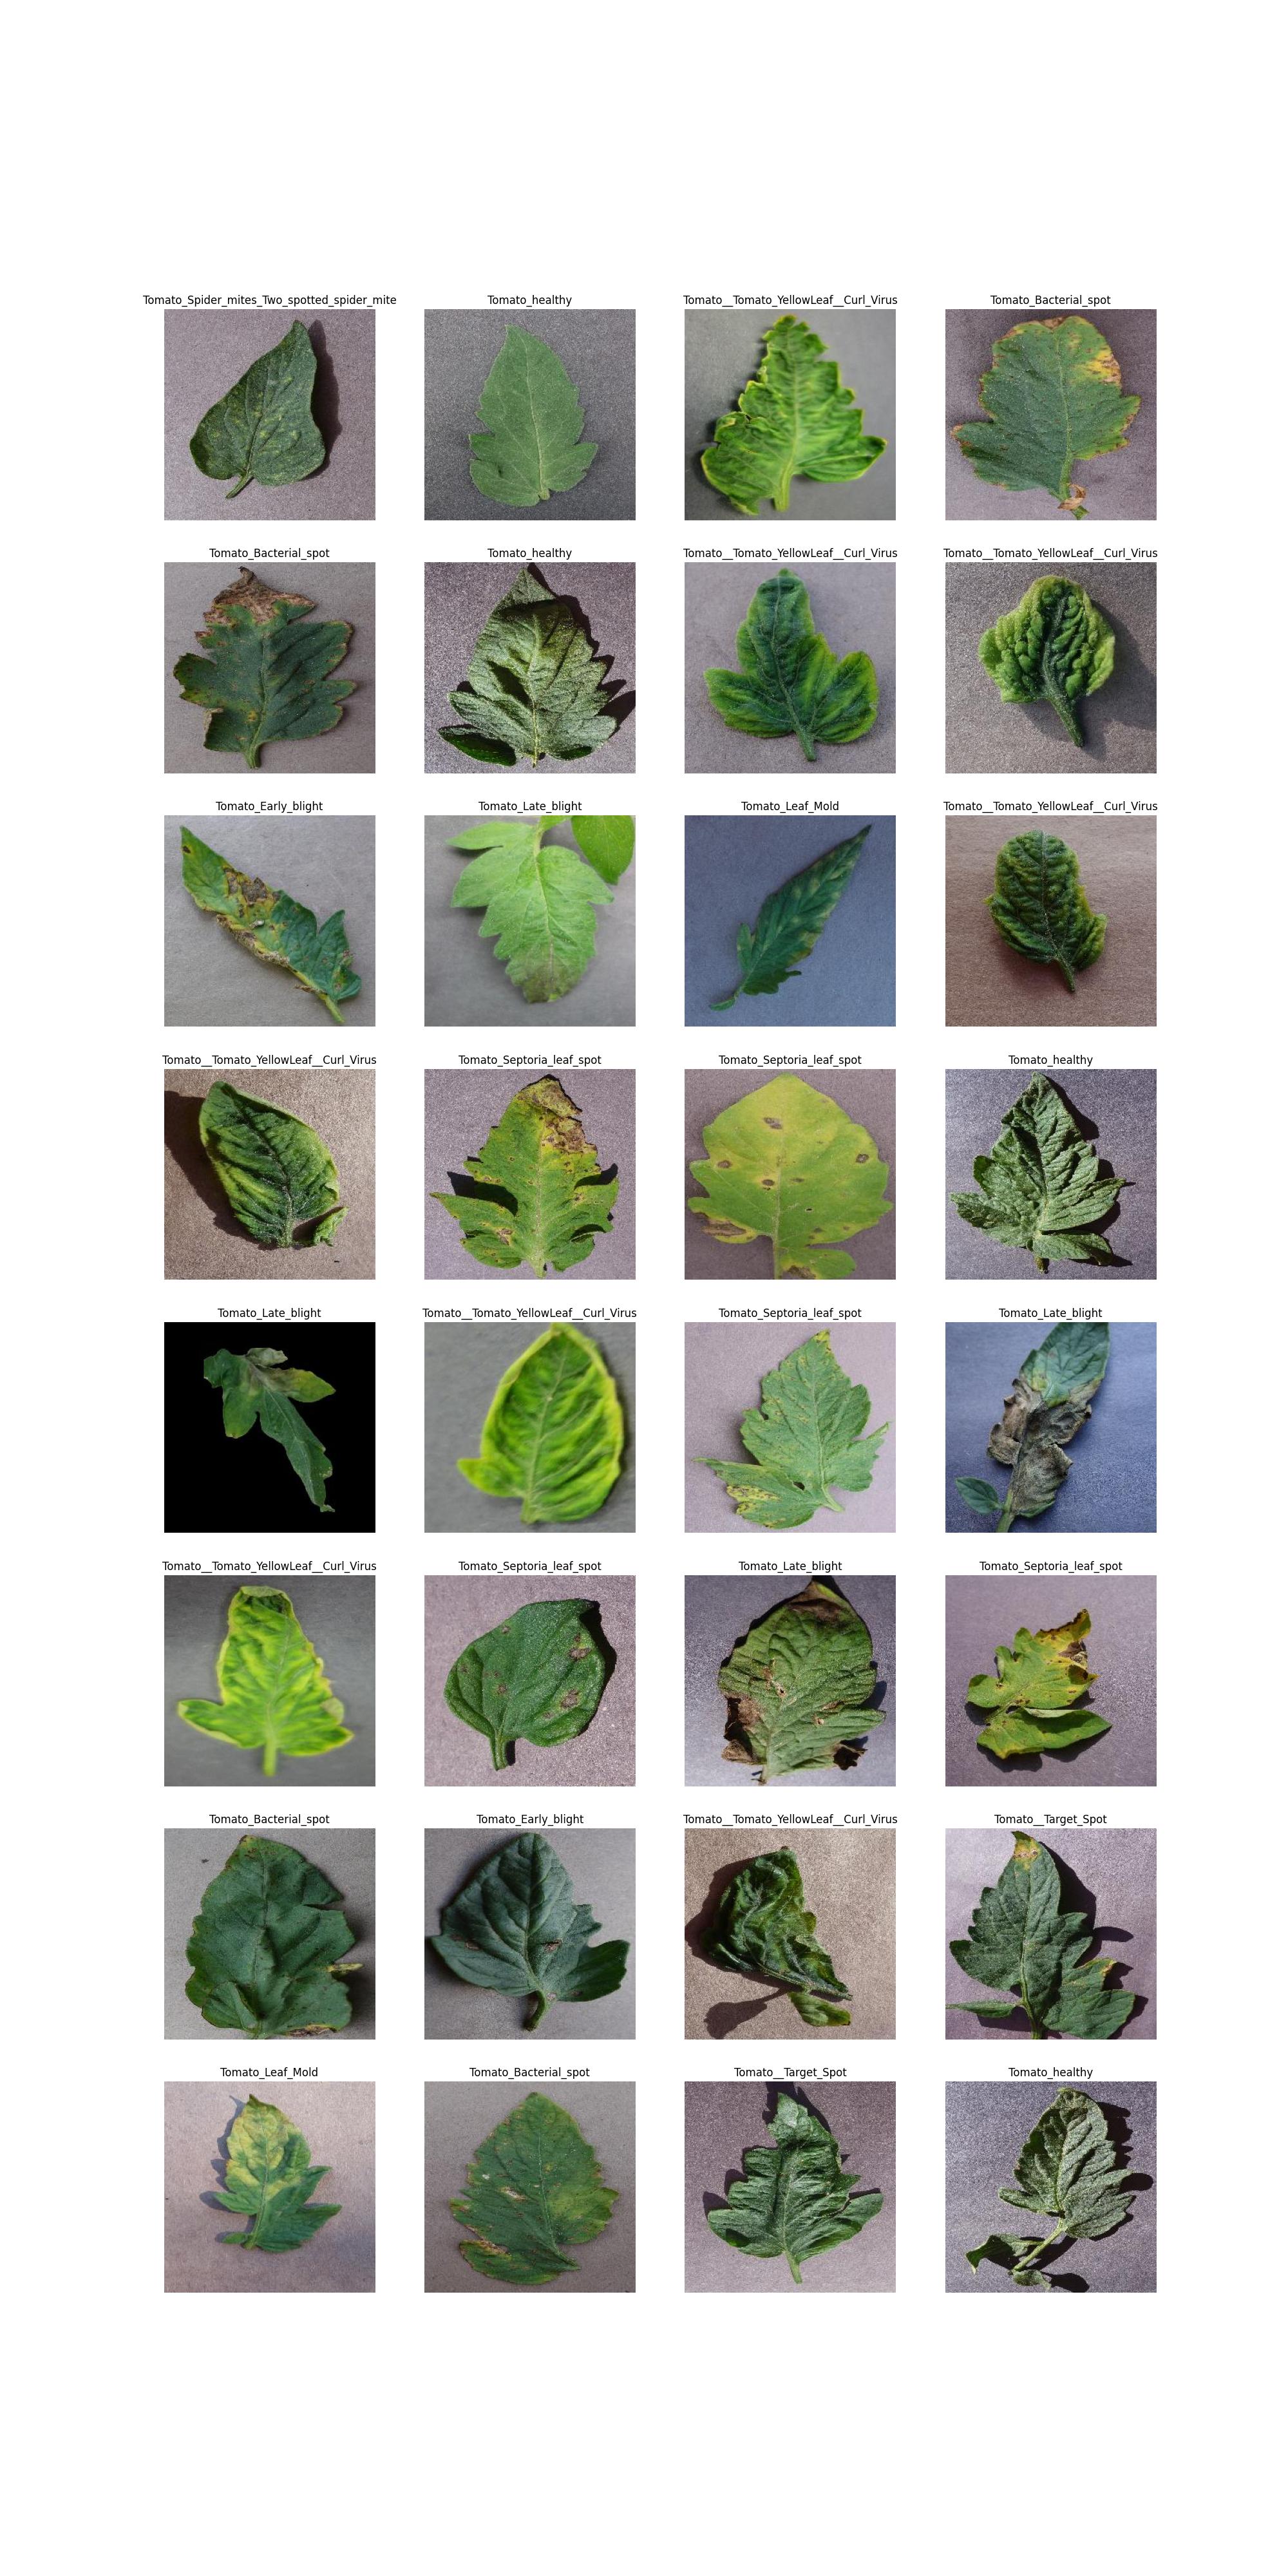 Tomato_Spider_mites_Two_spotted_spider_mite
Tomato_healthy
Tomato__Tomato_YellowLeaf__Curl_Virus
Tomato_Bacterial_spot
Tomato_Bacterial_spot
Tomato_healthy
Tomato__Tomato_YellowLeaf__Curl_Virus
Tomato__Tomato_YellowLeaf__Curl_Virus
Tomato_Early_blight
Tomato_Late_blight
Tomato_Leaf_Mold
Tomato__Tomato_YellowLeaf__Curl_Virus
Tomato__Tomato_YellowLeaf__Curl_Virus
Tomato_Septoria_leaf_spot
Tomato_Septoria_leaf_spot
Tomato_healthy
Tomato_Late_blight
Tomato__Tomato_YellowLeaf__Curl_Virus
Tomato_Septoria_leaf_spot
Tomato_Late_blight
Tomato__Tomato_YellowLeaf__Curl_Virus
Tomato_Septoria_leaf_spot
Tomato_Late_blight
Tomato_Septoria_leaf_spot
Tomato_Bacterial_spot
Tomato_Early_blight
Tomato__Tomato_YellowLeaf__Curl_Virus
Tomato__Target_Spot
Tomato_Leaf_Mold
Tomato_Bacterial_spot
Tomato__Target_Spot
Tomato_healthy